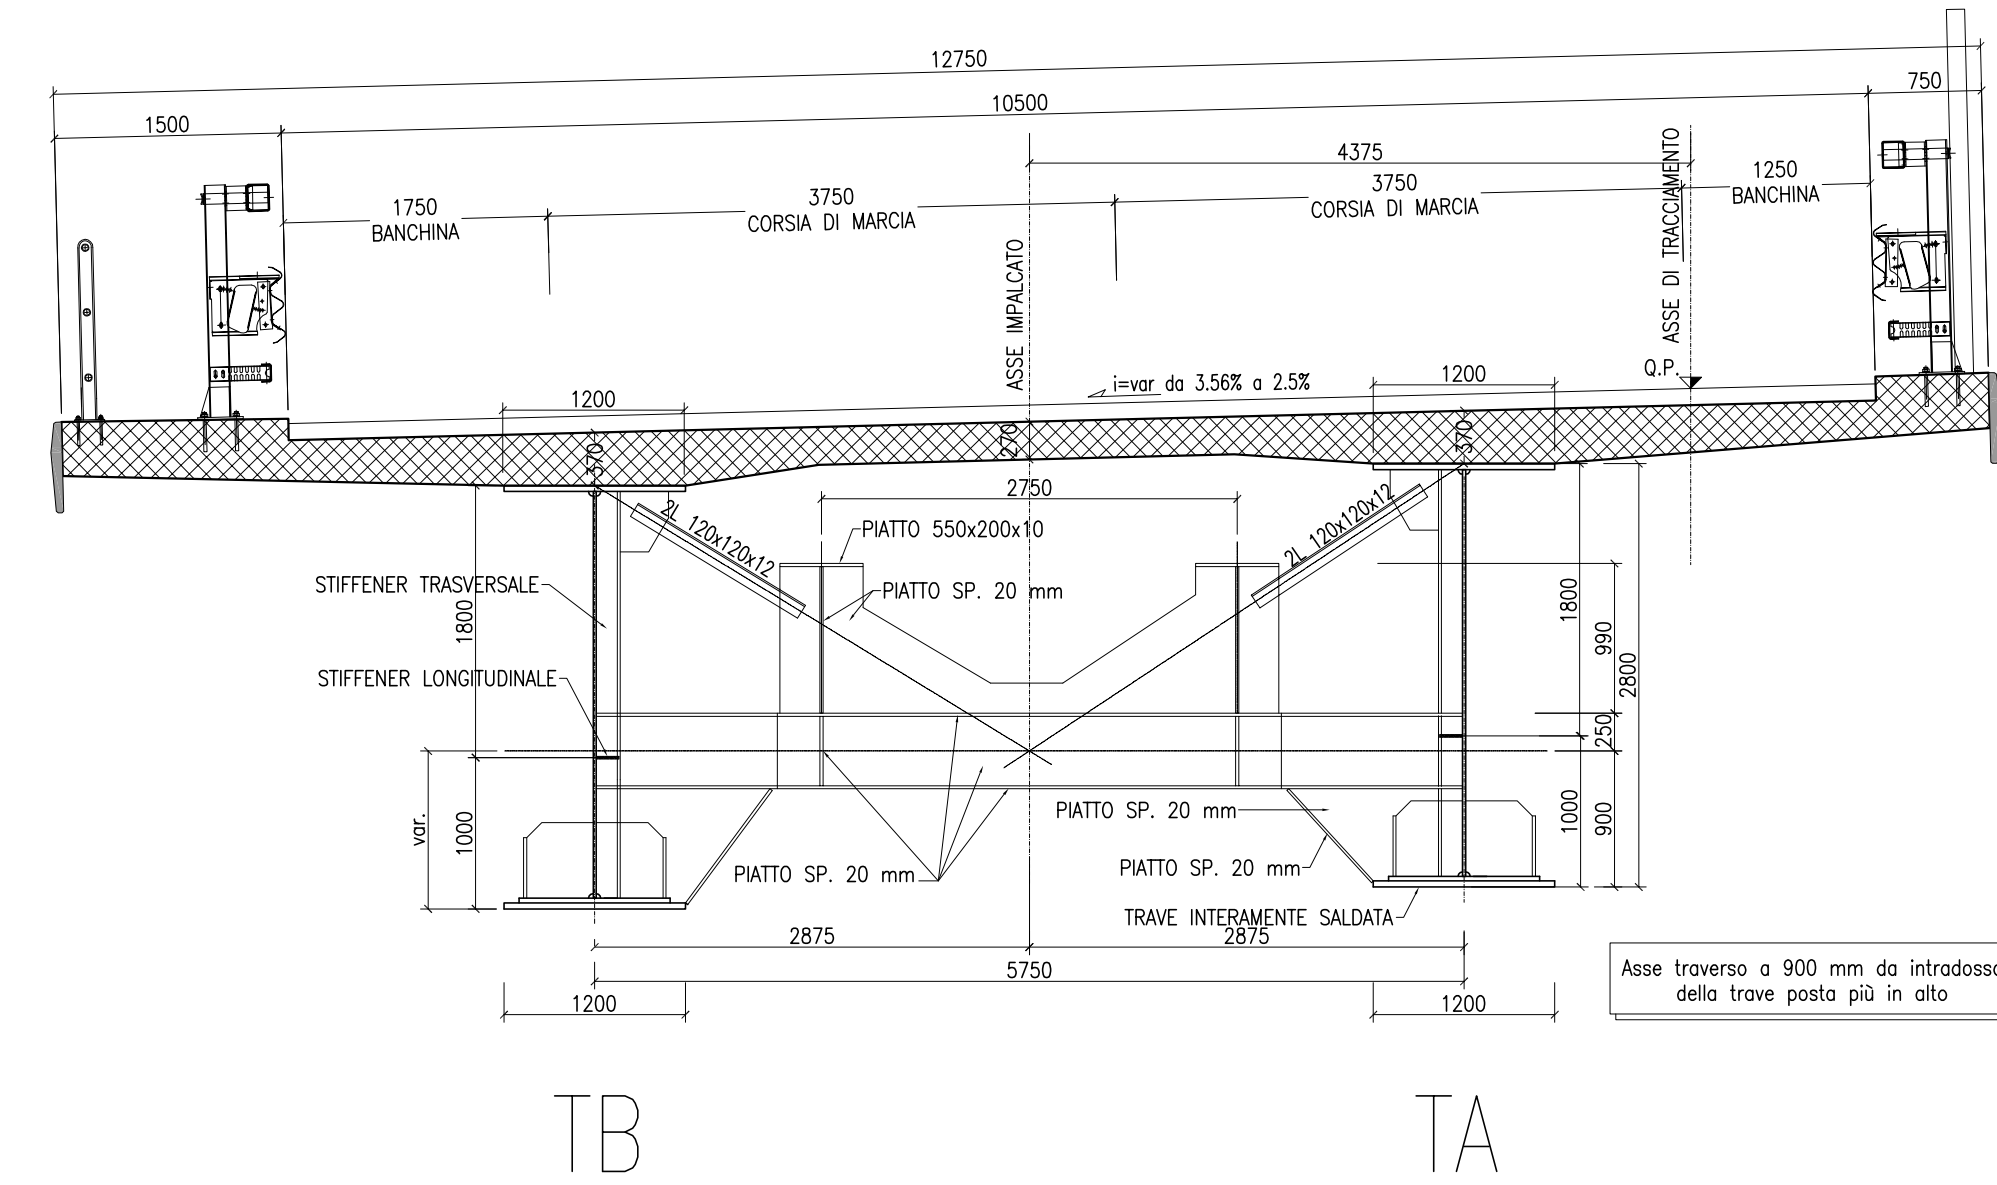 12750
10500
750
1500
4375
1250
BANCHINA
3750
CORSIA DI MARCIA
3750
CORSIA DI MARCIA
1750
BANCHINA
ASSE IMPALCATO
ASSE DI TRACCIAMENTO
Q.P.
i=var da 3.56% a 2.5%
1200
1200
370
270
370
2750
2L 120x120x12
2L 120x120x12
PIATTO 550x200x10
PIATTO SP. 20 mm
STIFFENER TRASVERSALE
1800
1800
990
2800
STIFFENER LONGITUDINALE
250
var.
1000
1000
900
PIATTO SP. 20 mm
PIATTO SP. 20 mm
PIATTO SP. 20 mm
TRAVE INTERAMENTE SALDATA
2875
2875
5750
1200
1200
Asse traverso a 900 mm da intradosso
della trave posta più in alto
TB
TA